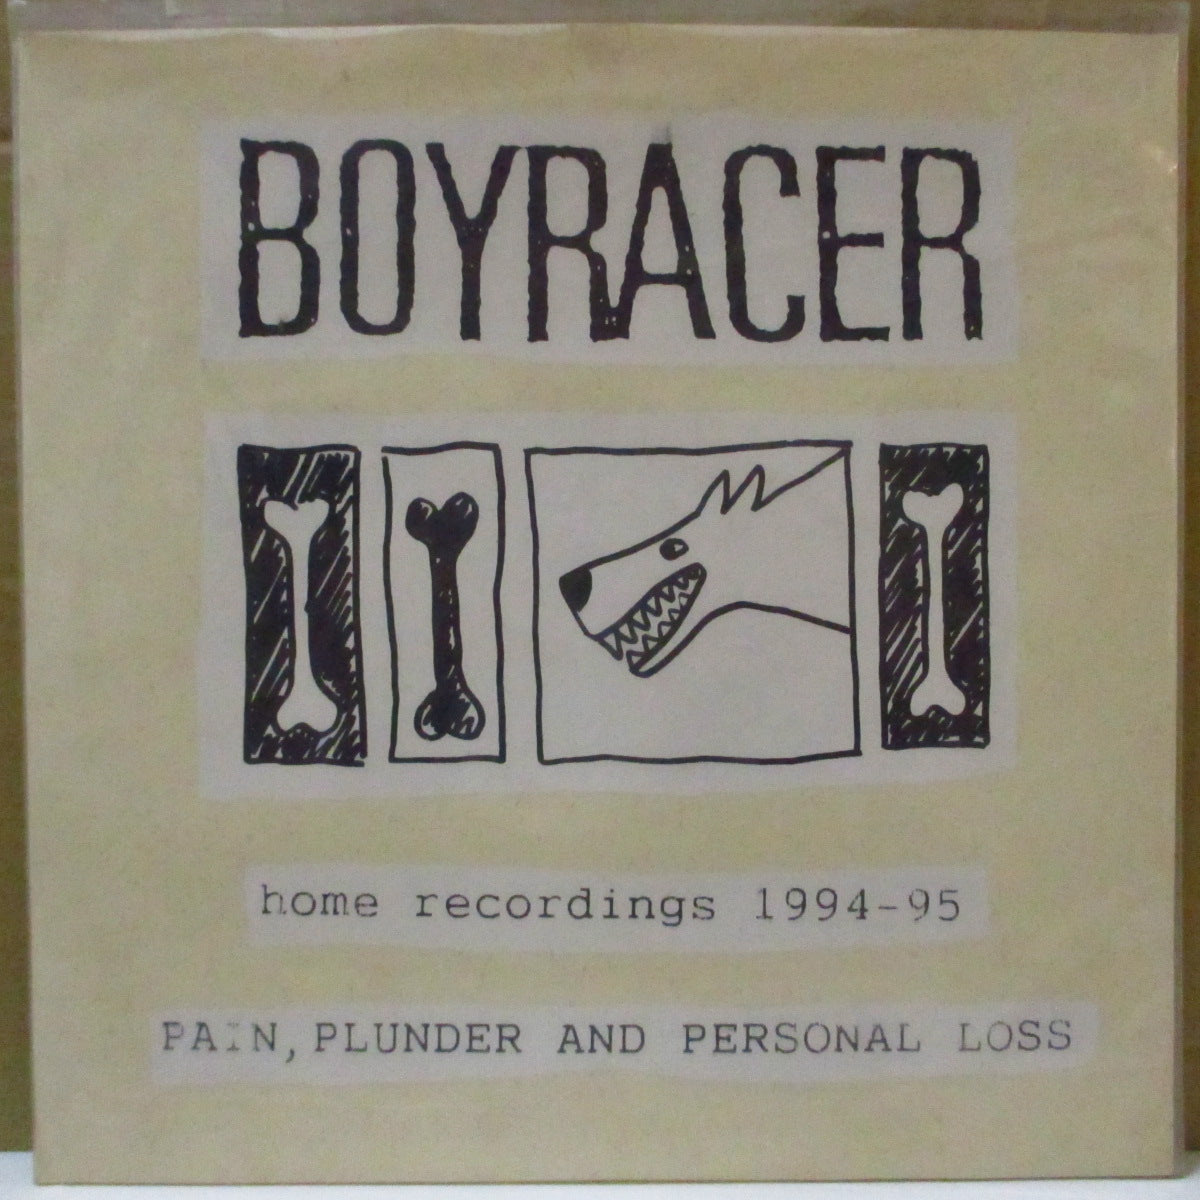 BOYRACER
home recordings 1994-95
PAIN, PLUNDER AND PERSONAL LOSS